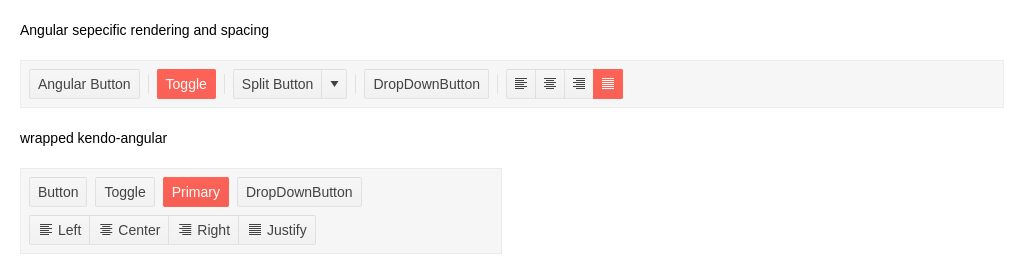 Angular sepecific rendering and spacing
Angular Button Toggle Split Button DropDownButton
wrapped kendo-angular
Button Toggle Primary DropDownButton
Left Center Right Justify